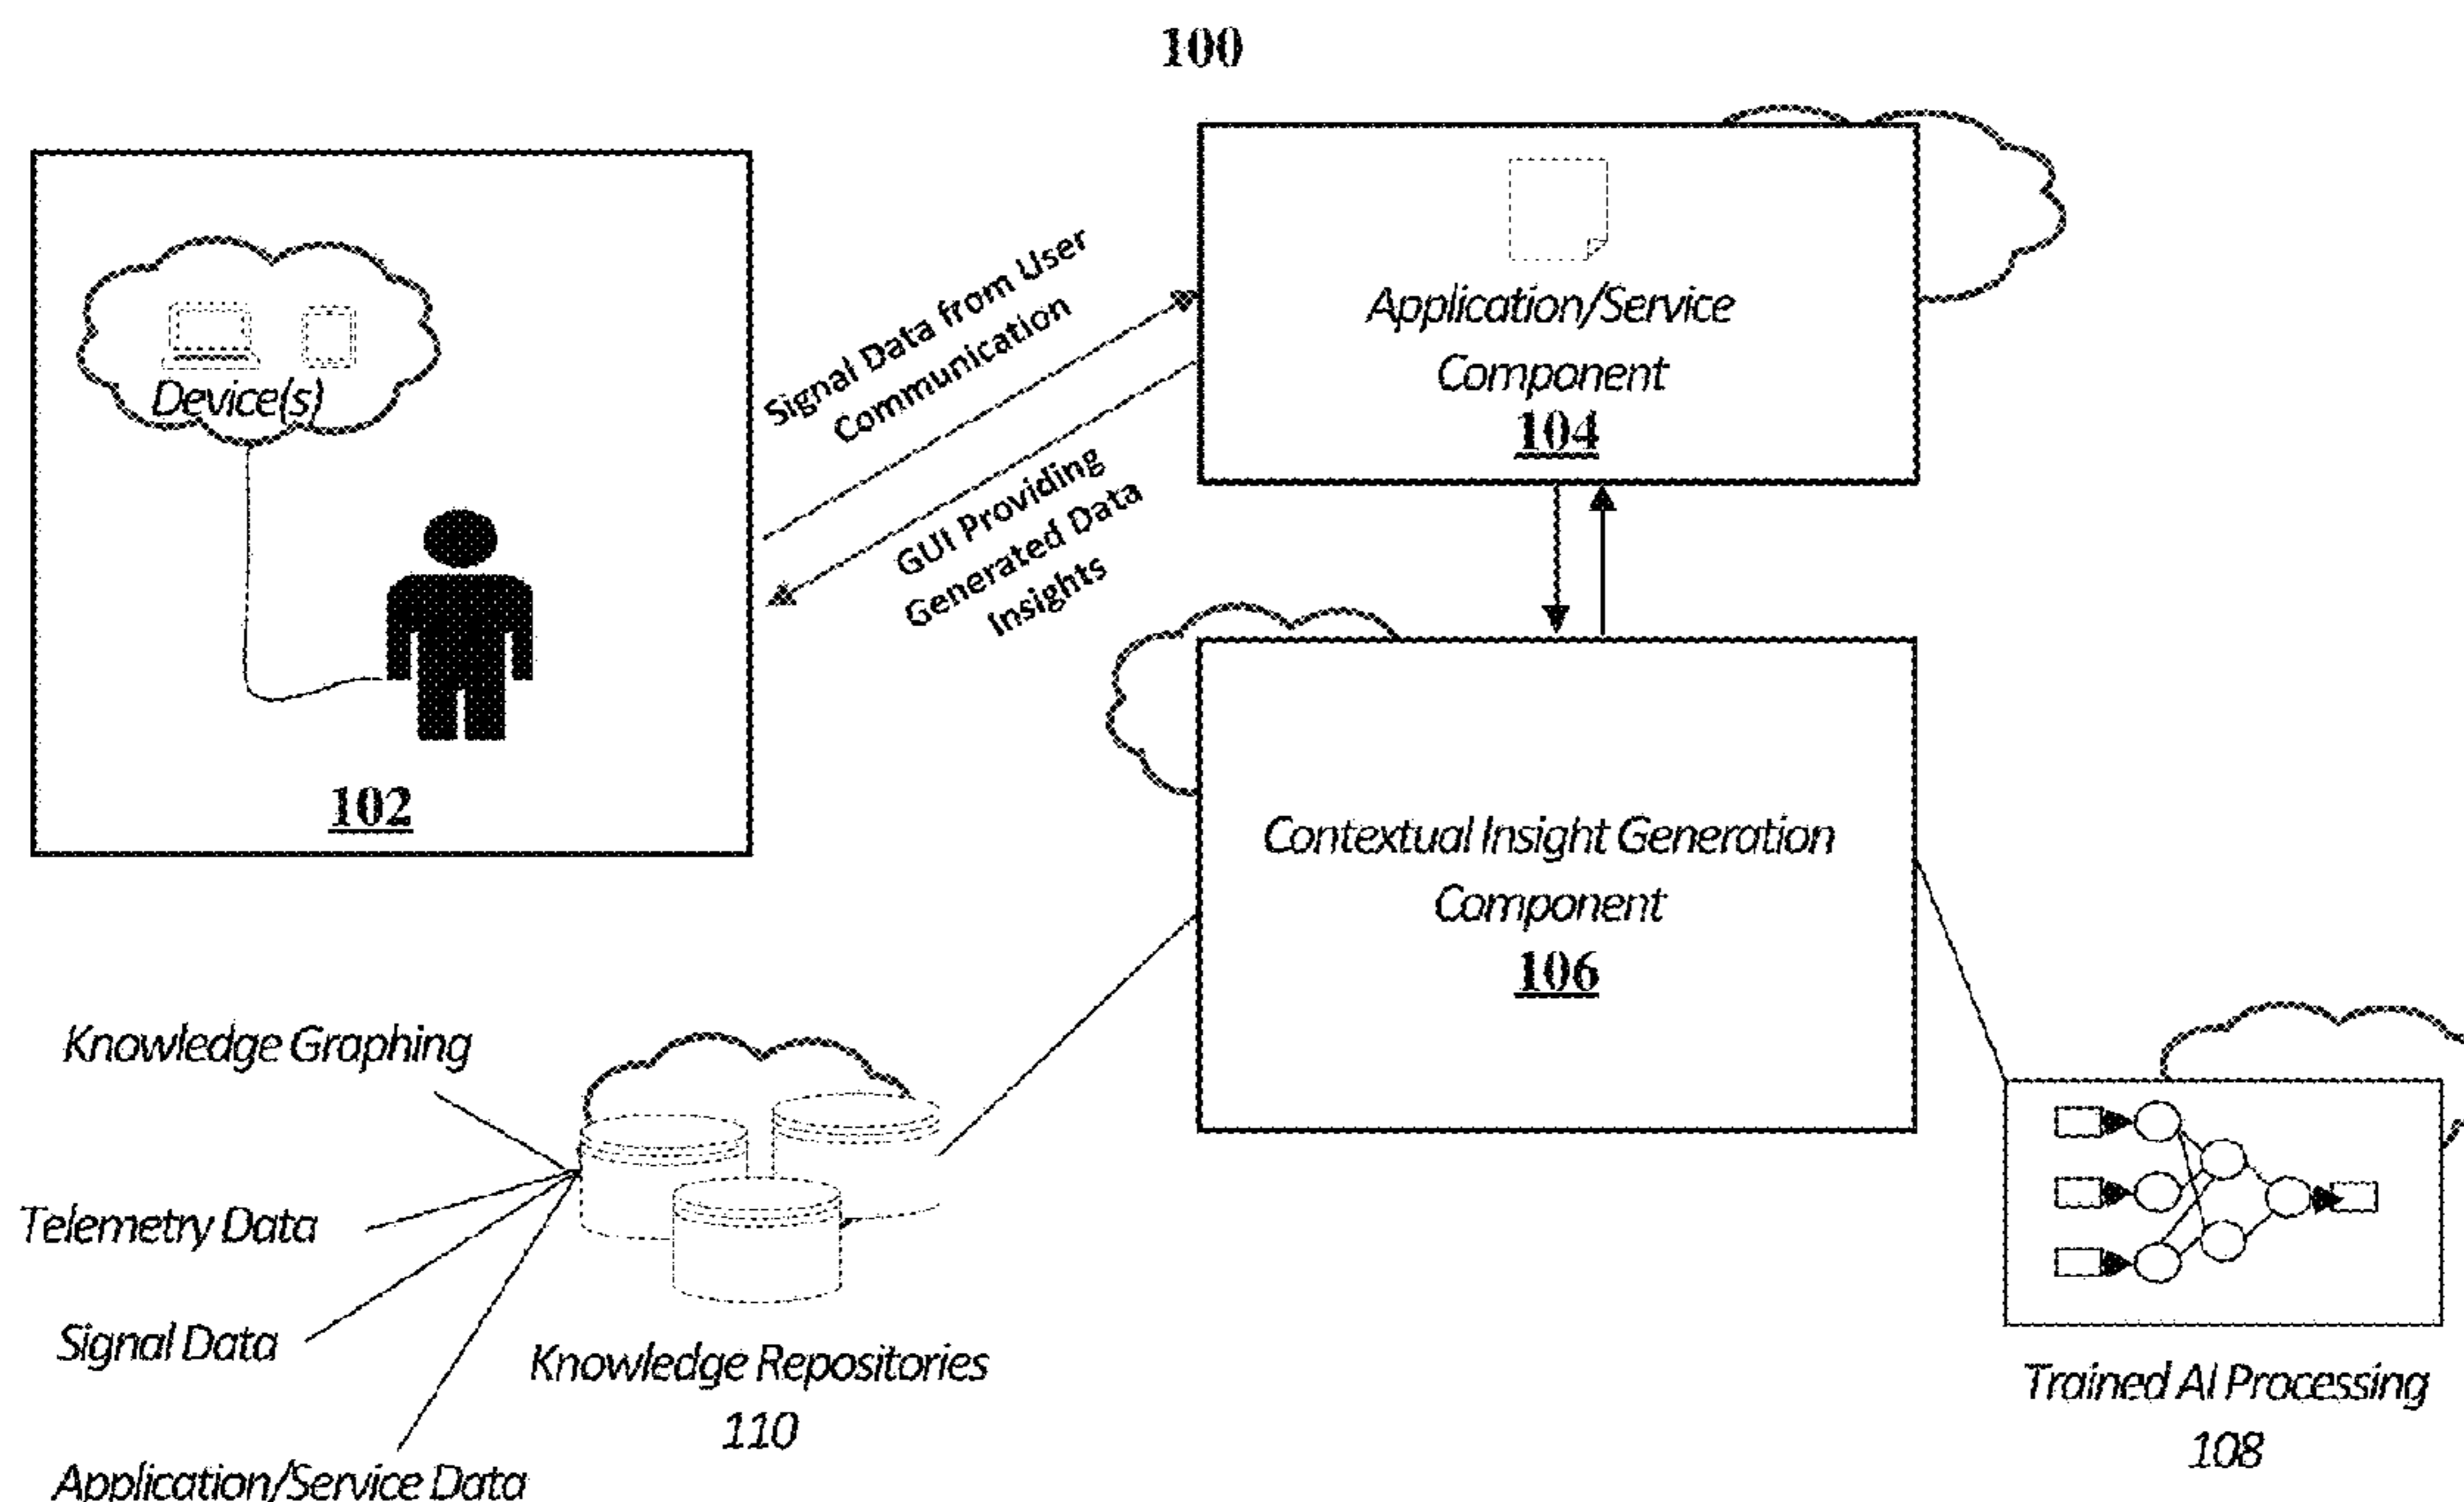 100
Device(s)
102
Signal Data from User
Communication
GUI Providing
Generated Data
Insights
Application/Service
Component
104
Contextual Insight Generation
Component
106
Knowledge Graphing
Telemetry Data
Signal Data
Application/Service Data
Knowledge Repositories
110
Trained AI Processing
108